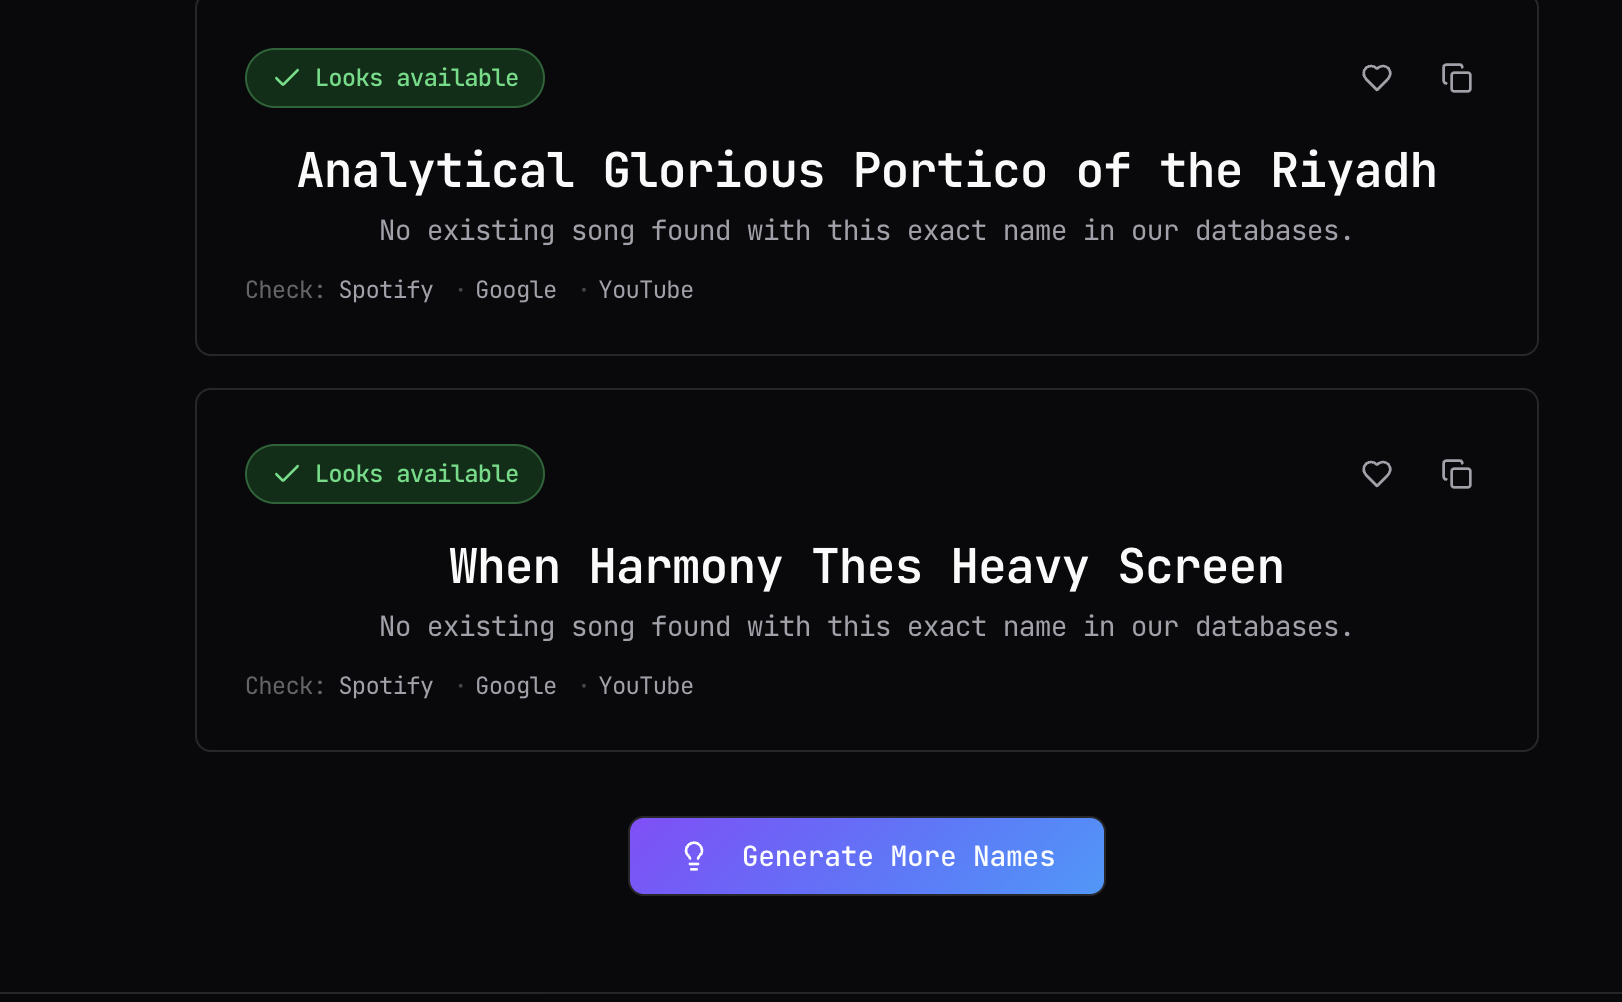 Looks available
Analytical Glorious Portico of the Riyadh
No existing song found with this exact name in our databases.
Check: Spotify · Google · YouTube
Looks available
When Harmony Thes Heavy Screen
No existing song found with this exact name in our databases.
Check: Spotify · Google · YouTube
Generate More Names